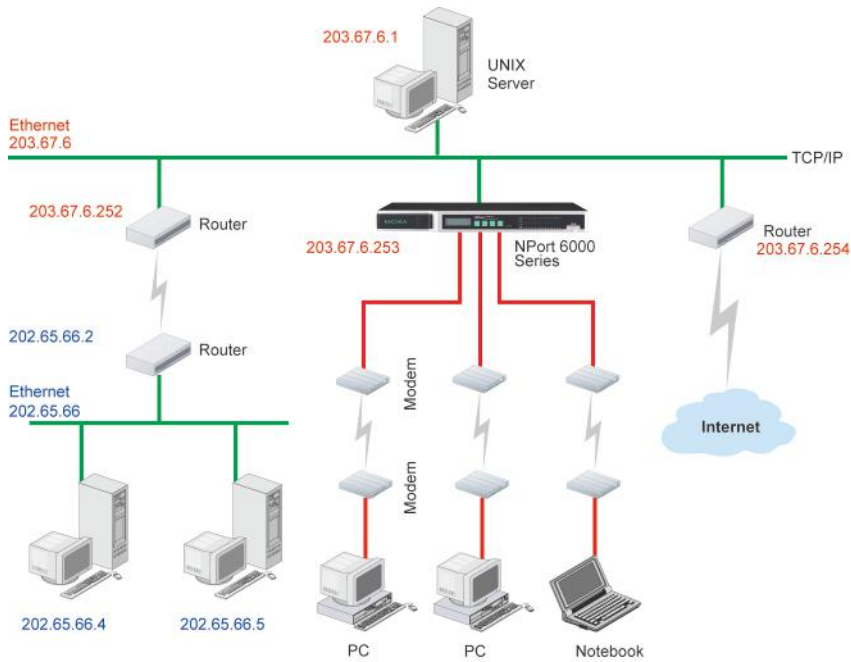 203.67.6.1
UNIX
Server
Ethernet
203.67.6
TCP/IP
203.67.6.252
Router
203.67.6.253
NPort 6000
Series
Router
203.67.6.254
202.65.66.2
Router
Modem
Ethernet
202.65.66
Internet
Modem
202.65.66.4
202.65.66.5
PC
PC
Notebook